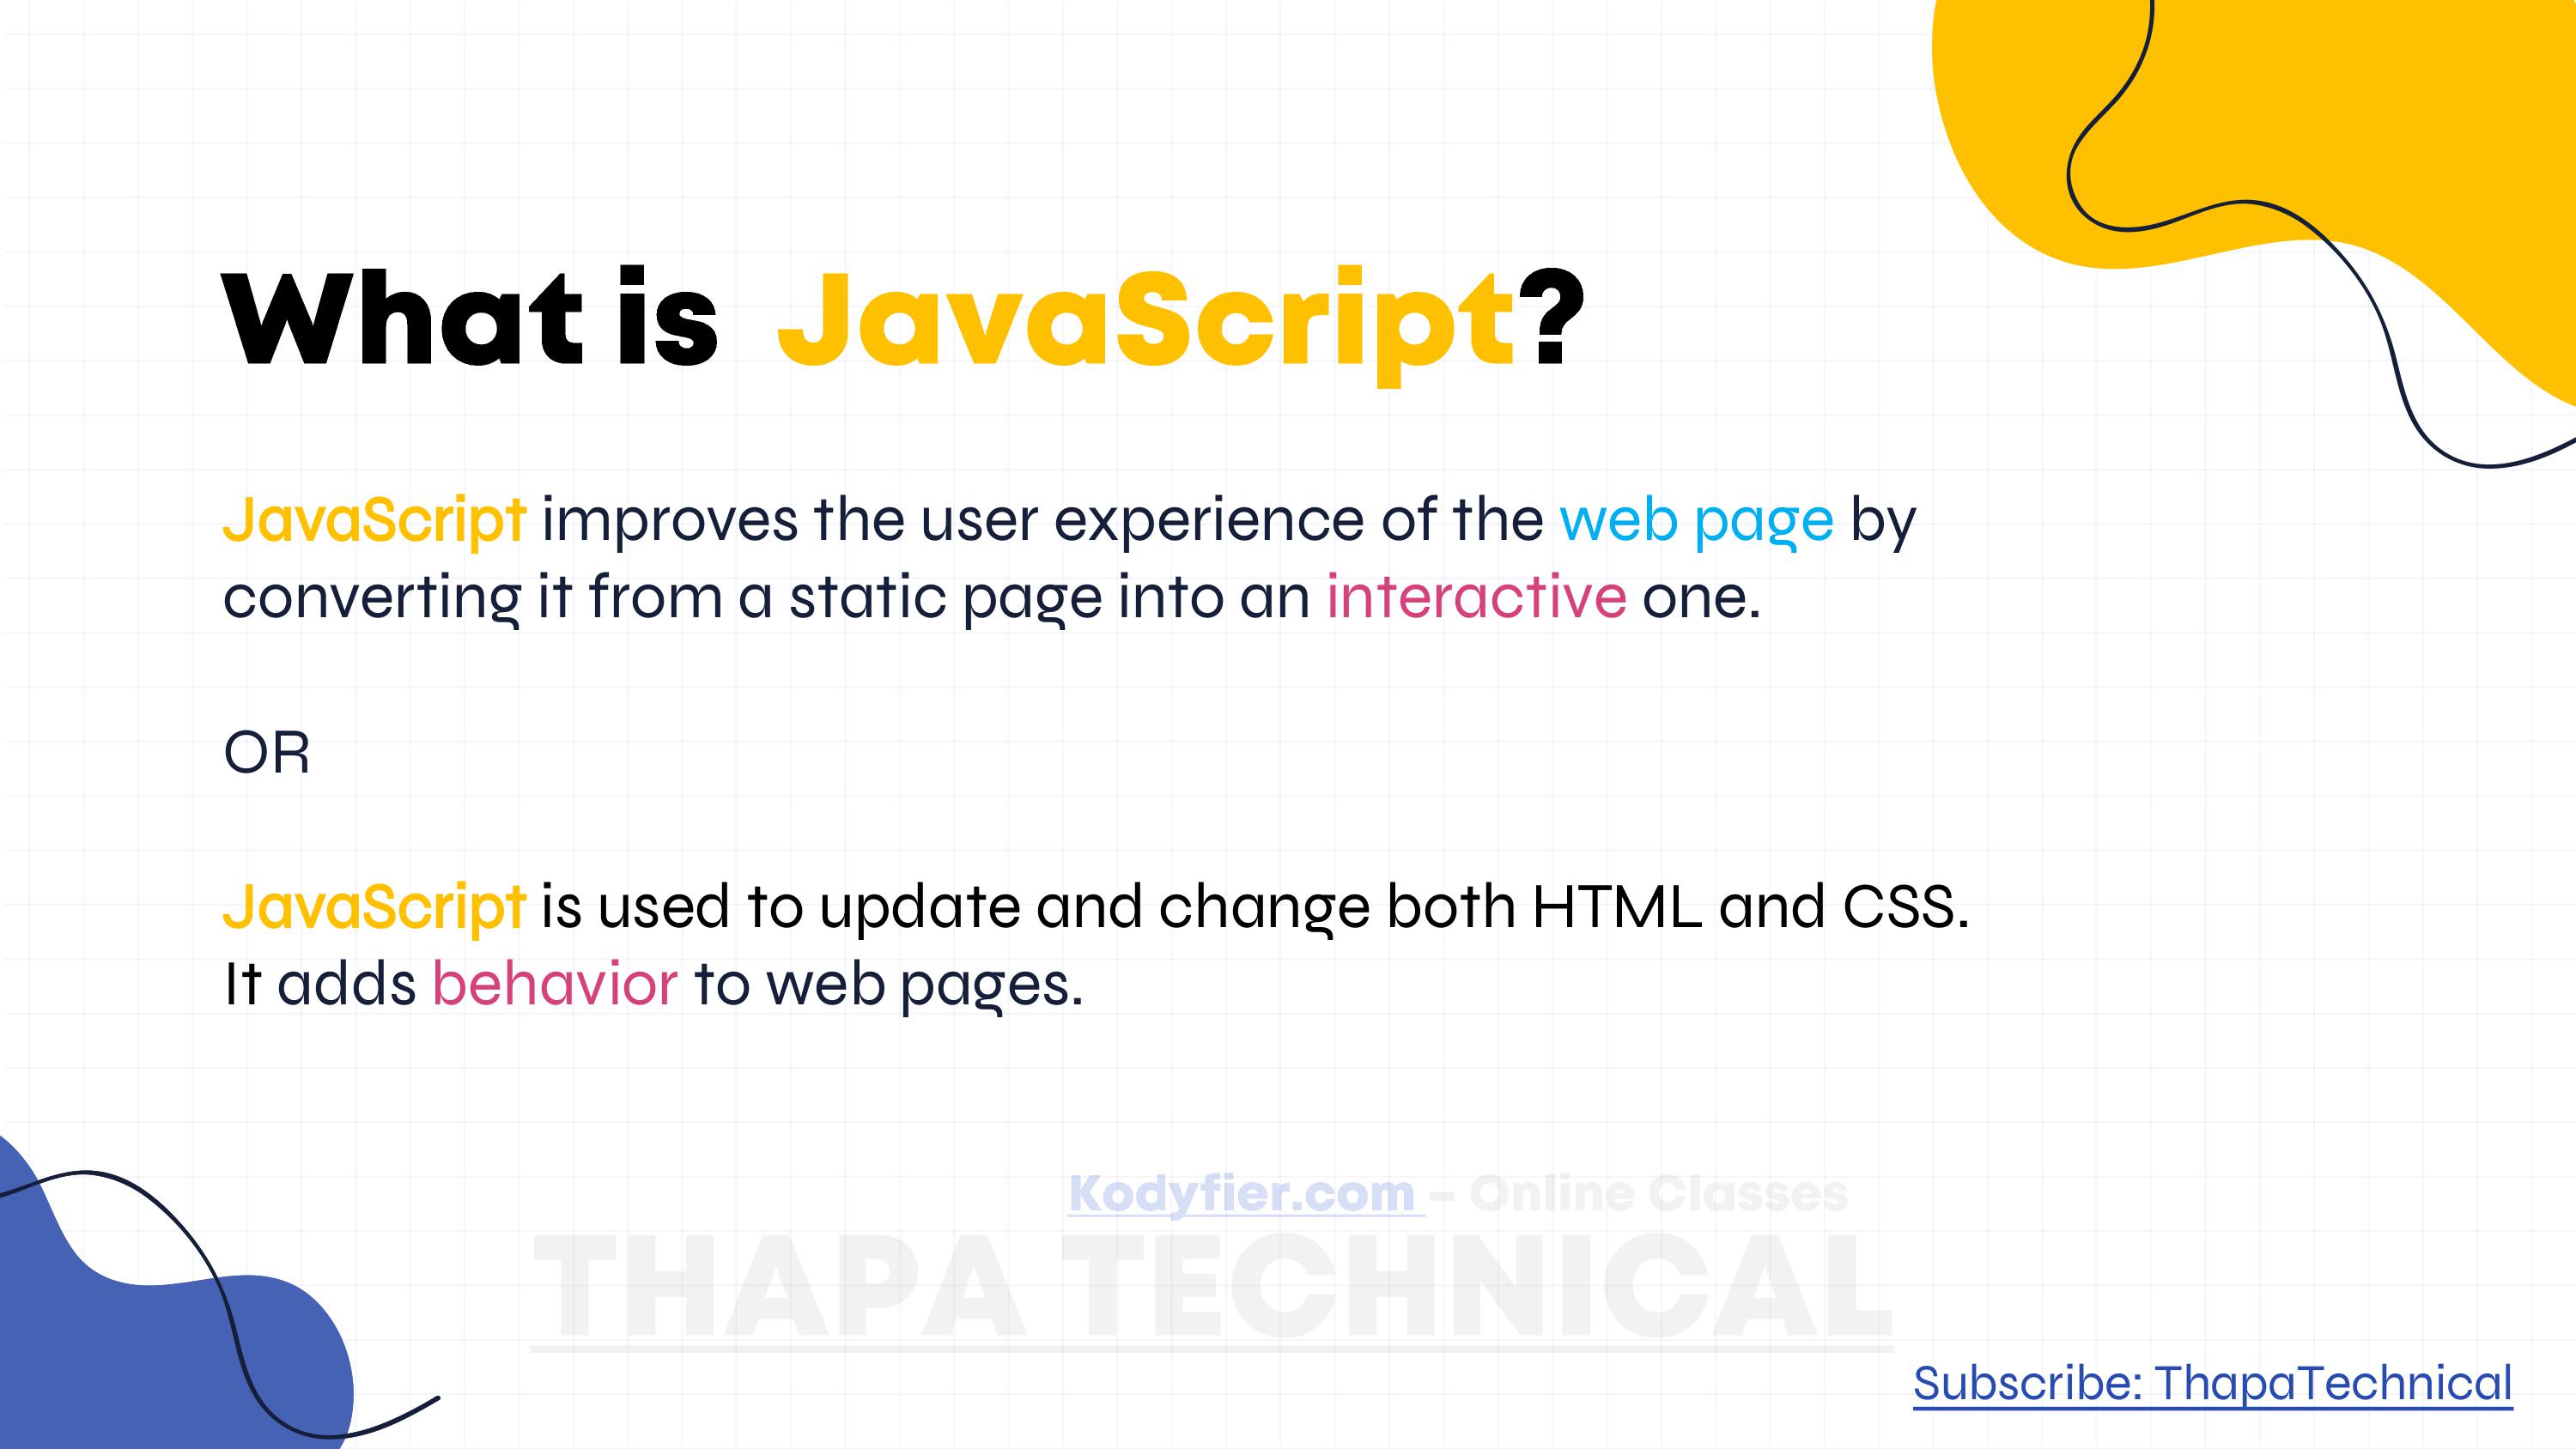 What is JavaScript?
JavaScript improves the user experience of the web page by
converting it from a static page into an interactive one.
OR
JavaScript is used to update and change both HTML and CSS.
It adds behavior to web pages.
Kodyfier.com - Online Classes
THAPA TECHNICAL
Subscribe: ThapaTechnical